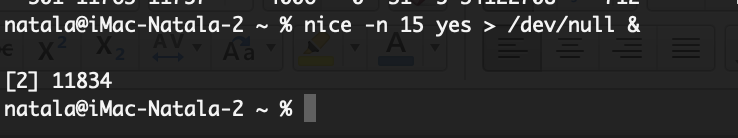 natala@iMac-Natala-2 ~ % nice -n 15 yes > /dev/null &
[2] 11834
natala@iMac-Natala-2 ~ %